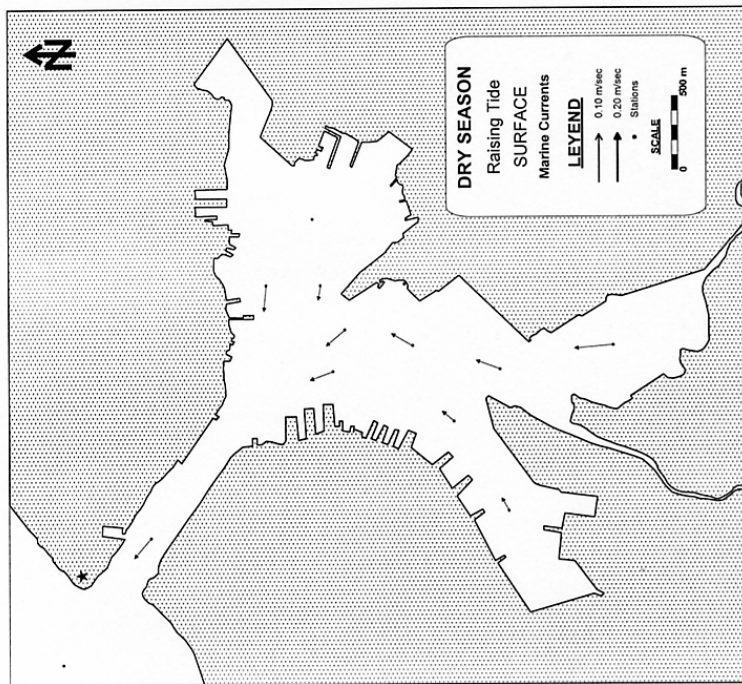 N
DRY SEASON
Raising Tide
SURFACE
Marine Currents
LEYEND
0.10 m/sec
0.20 m/sec
Stations
SCALE
0 500 m